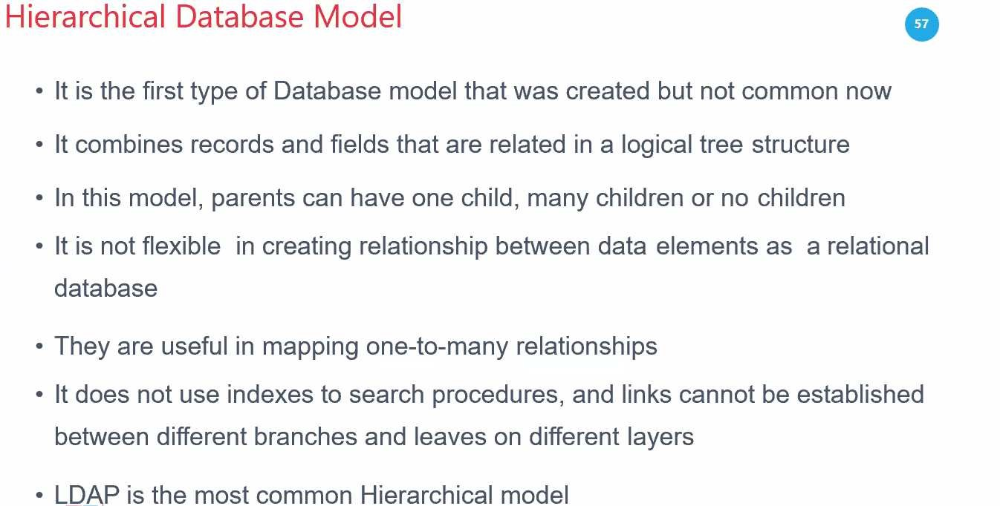 Hierarchical Database Model
57
• It is the first type of Database model that was created but not common now
• It combines records and fields that are related in a logical tree structure
• In this model, parents can have one child, many children or no children
• It is not flexible  in creating relationship between data elements as  a relational
database
• They are useful in mapping one-to-many relationships
• It does not use indexes to search procedures, and links cannot be established
between different branches and leaves on different layers
• LDAP is the most common Hierarchical model